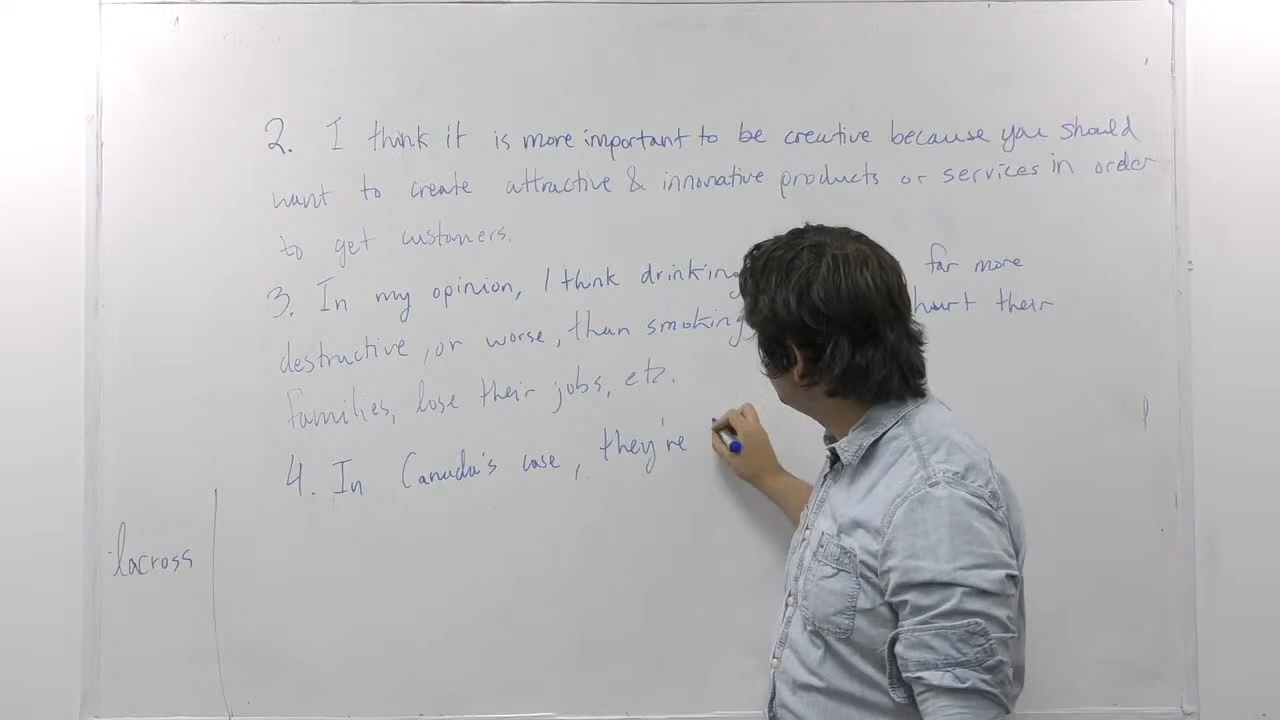 2. I think it is more important to be creative because you should
want to create attractive & innovative products or services in order
to get customers.
3. In my opinion, I think drinking far more
destructive, or worse, than smoking hurt their
families, lose their jobs, etc.
4. In Canada's case, they're
lacross